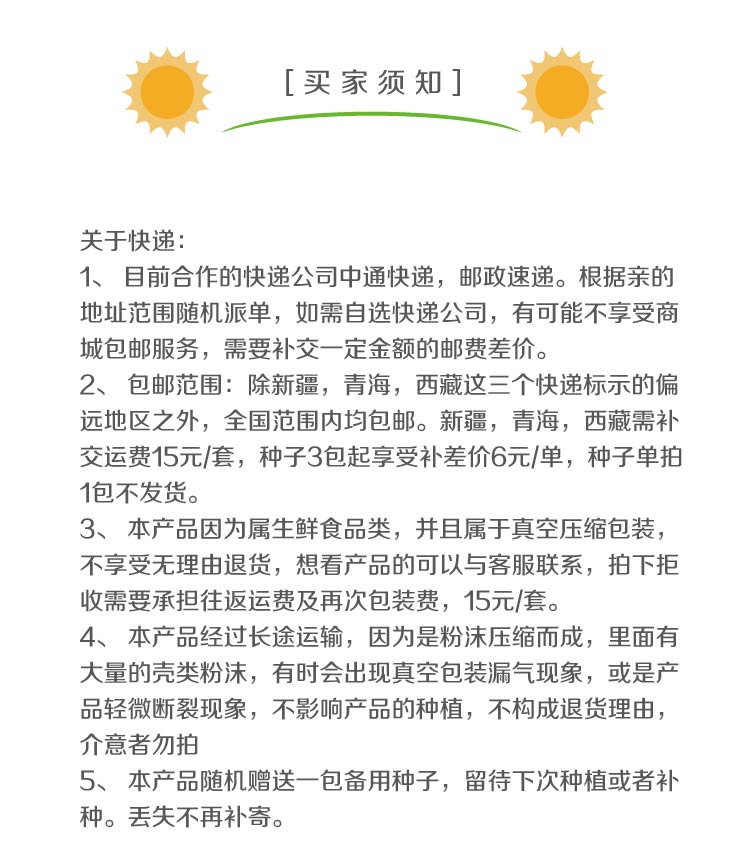 [买家须知]
关于快递：
1、 目前合作的快递公司中通快递，邮政速递。根据亲的
地址范围随机派单，如需自选快递公司，有可能不享受商
城包邮服务，需要补交一定金额的邮费差价。
2、 包邮范围：除新疆，青海，西藏这三个快递标示的偏
远地区之外，全国范围内均包邮。新疆，青海，西藏需补
交运费15元/套，种子3包起享受补差价6元/单，种子单拍
1包不发货。
3、 本产品因为属生鲜食品类，并且属于真空压缩包装，
不享受无理由退货，想看产品的可以与客服联系，拍下拒
收需要承担往返运费及再次包装费，15元/套。
4、 本产品经过长途运输，因为是粉沫压缩而成，里面有
大量的壳类粉沫，有时会出现真空包装漏气现象，或是产
品轻微断裂现象，不影响产品的种植，不构成退货理由，
介意者勿拍
5、 本产品随机赠送一包备用种子，留待下次种植或者补
种。丢失不再补寄。